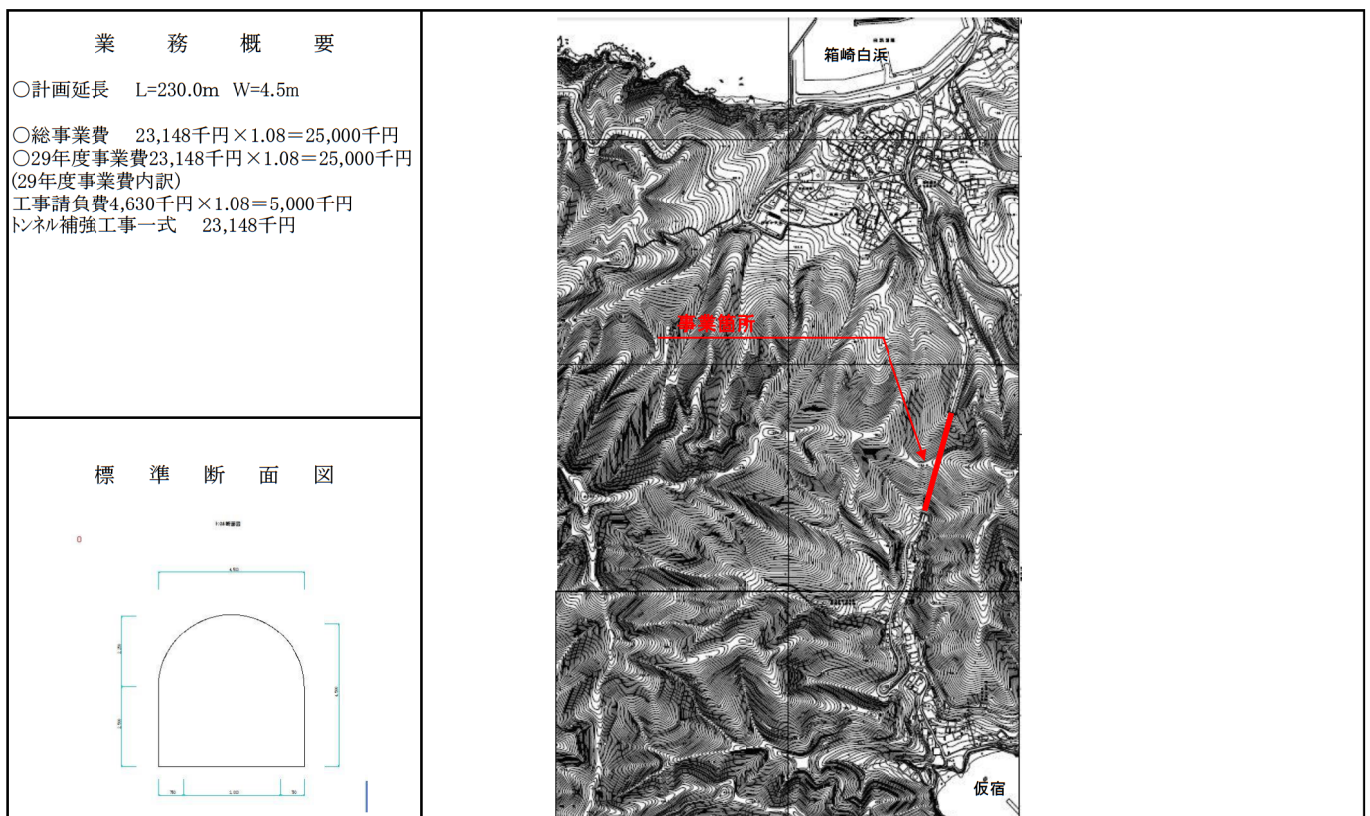 業務概要
○計画延長 L=230.0m W=4.5m
○総事業費 23,148千円×1.08＝25,000千円
○29年度事業費23,148千円×1.08＝25,000千円
(29年度事業費内訳)
工事請負費4,630千円×1.08＝5,000千円
トンネル補強工事一式 23,148千円
標準断面図
0
箱崎白浜
事業箇所
仮宿